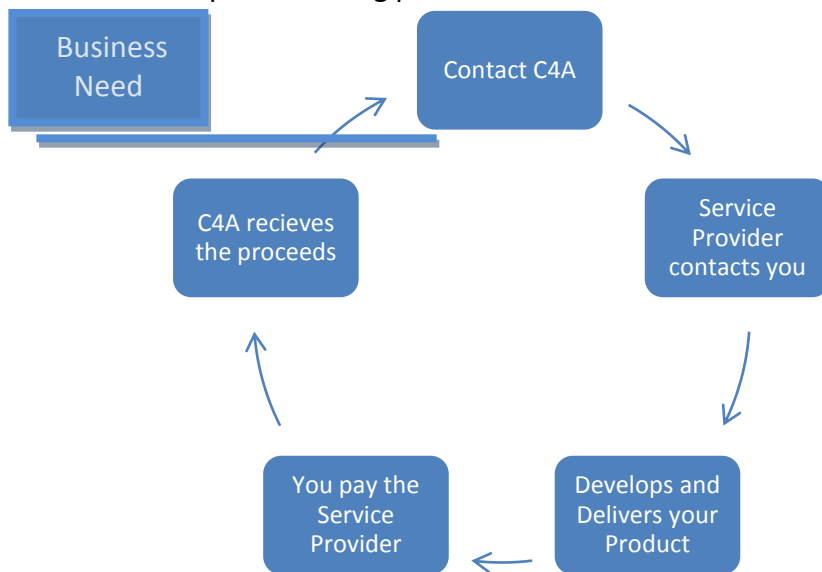 Business
Need
Contact C4A
Service
Provider
contacts you
Develops and
Delivers your
Product
You pay the
Service
Provider
C4A recieves
the proceeds